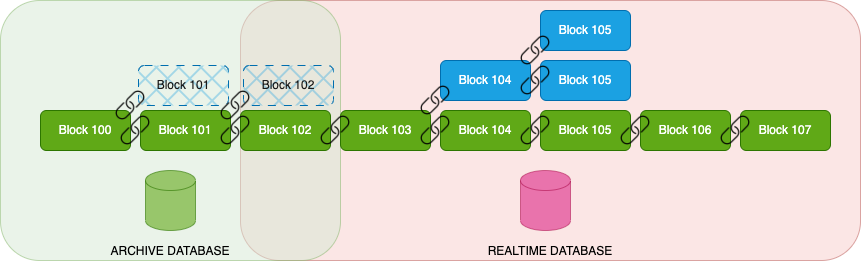 Block 105
Block 101
Block 102
Block 104
Block 105
Block 100
Block 101
Block 102
Block 103
Block 104
Block 105
Block 106
Block 107
ARCHIVE DATABASE
REALTIME DATABASE